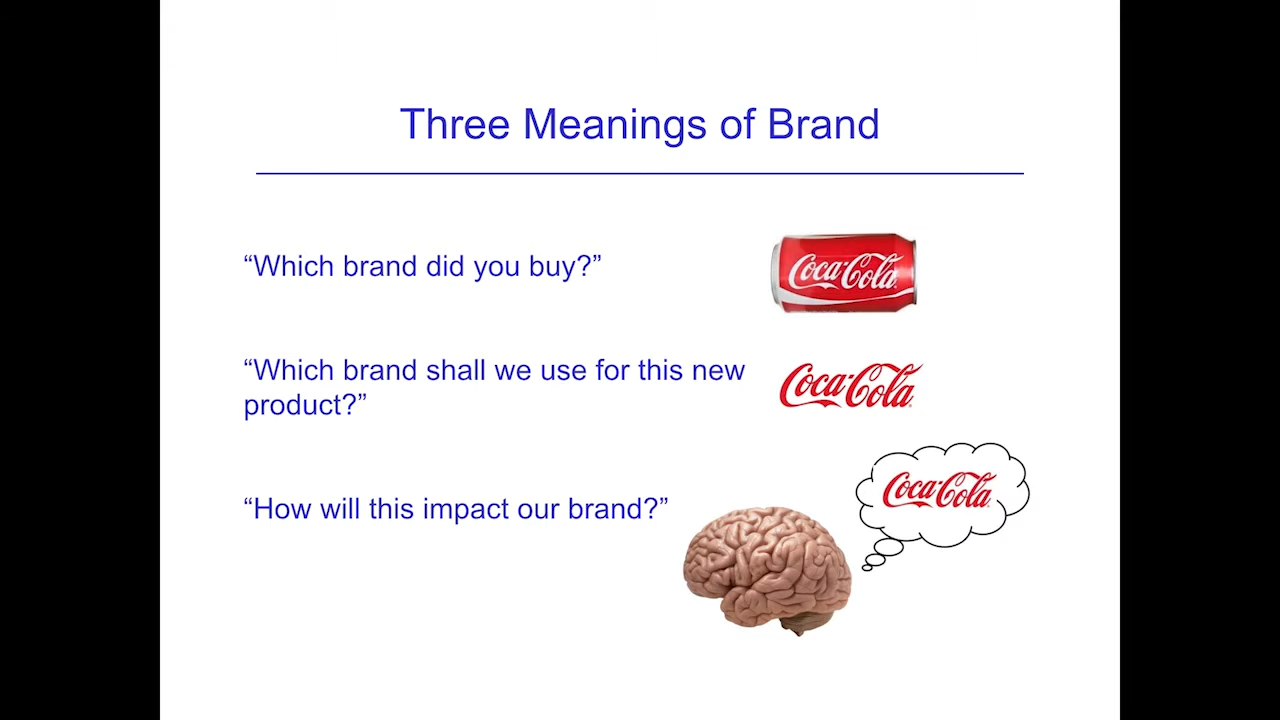 Three Meanings of Brand
“Which brand did you buy?”
Coca-Cola
“Which brand shall we use for this new
product?”
Coca-Cola
Coca-Cola
“How will this impact our brand?”